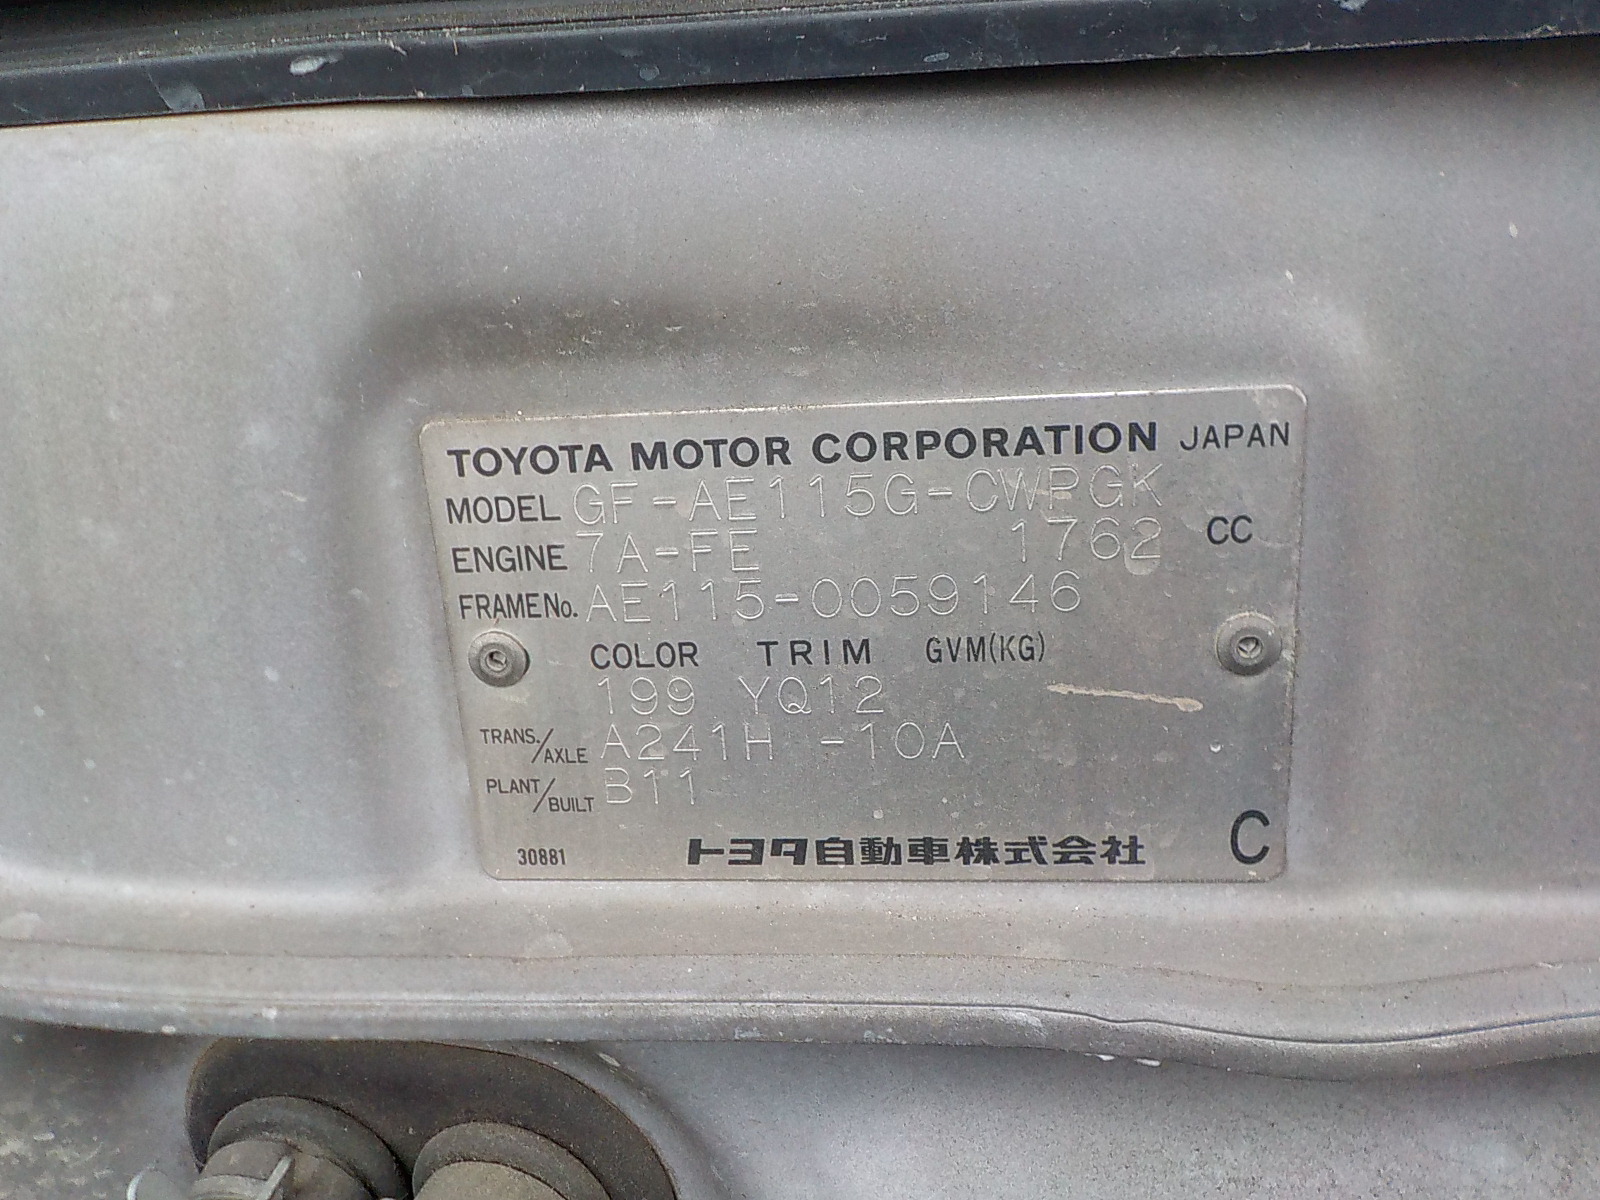 TOYOTA MOTOR CORPORATION JAPAN
MODEL GF-AE115G-CWPGK
ENGINE 7A-FE 1762 CC
FRAME No. AE115-0059146
COLOR TRIM GVM(KG)
199 YQ12
TRANS./AXLE A241H -10A
PLANT/BUILT B11
30881 トヨタ自動車株式会社 C